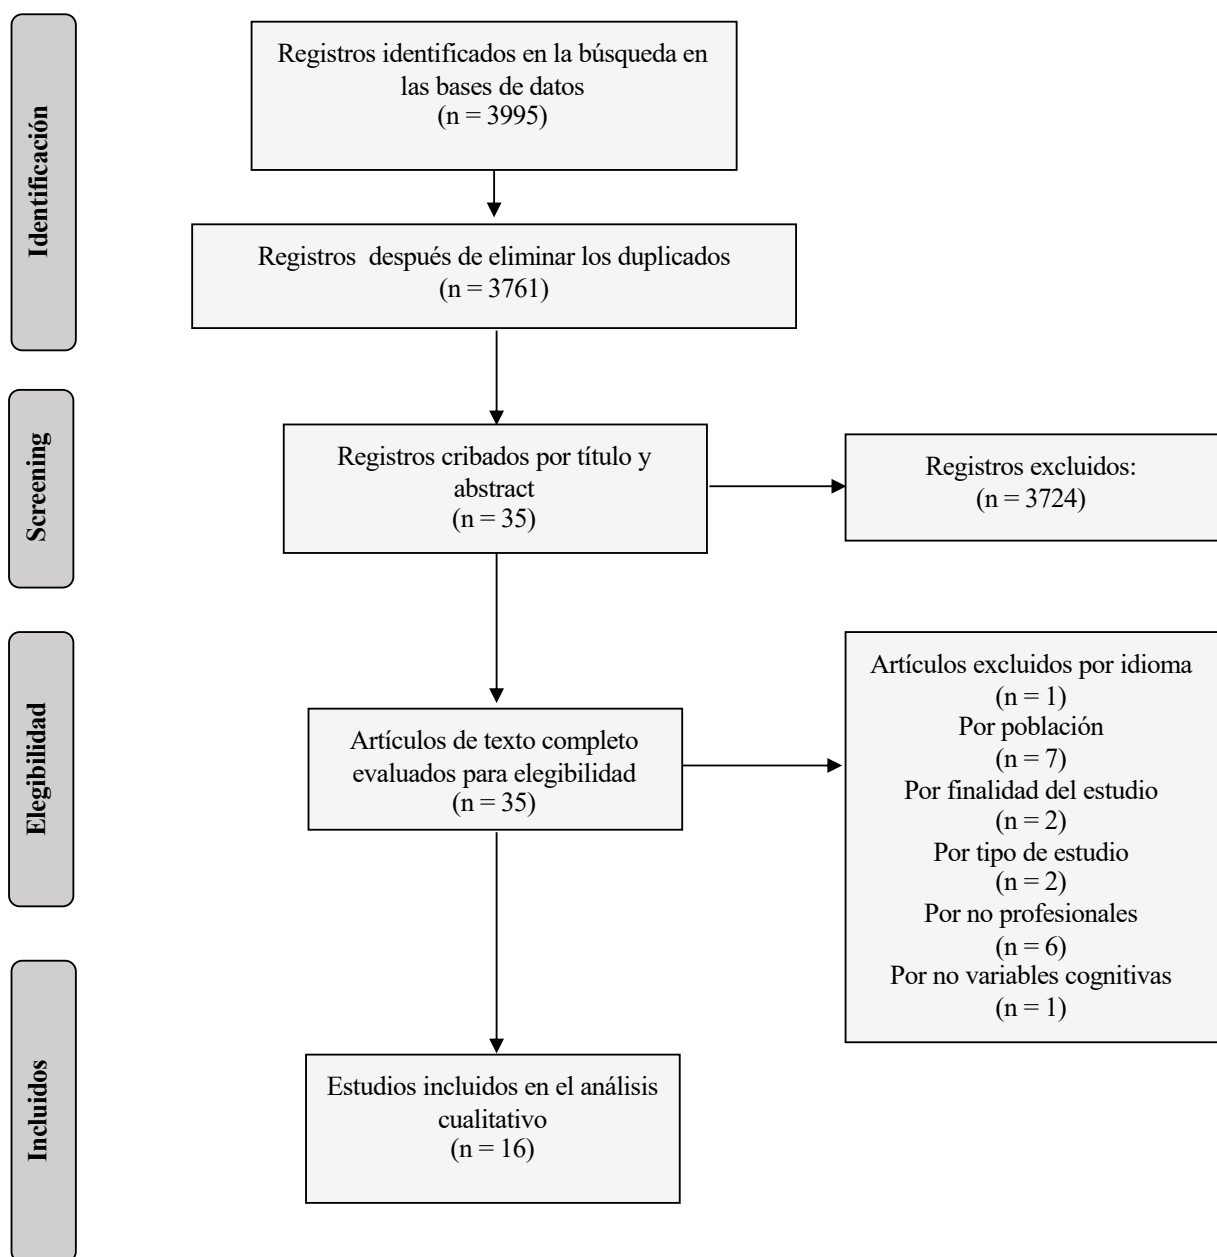 Identificación
Registros identificados en la búsqueda en
las bases de datos
(n = 3995)
Registros después de eliminar los duplicados
(n = 3761)
Screening
Registros cribados por título y
abstract
(n = 35)
Registros excluidos:
(n = 3724)
Elegibilidad
Artículos de texto completo
evaluados para elegibilidad
(n = 35)
Artículos excluidos por idioma
(n = 1)
Por población
(n = 7)
Por finalidad del estudio
(n = 2)
Por tipo de estudio
(n = 2)
Por no profesionales
(n = 6)
Por no variables cognitivas
(n = 1)
Incluidos
Estudios incluidos en el análisis
cualitativo
(n = 16)